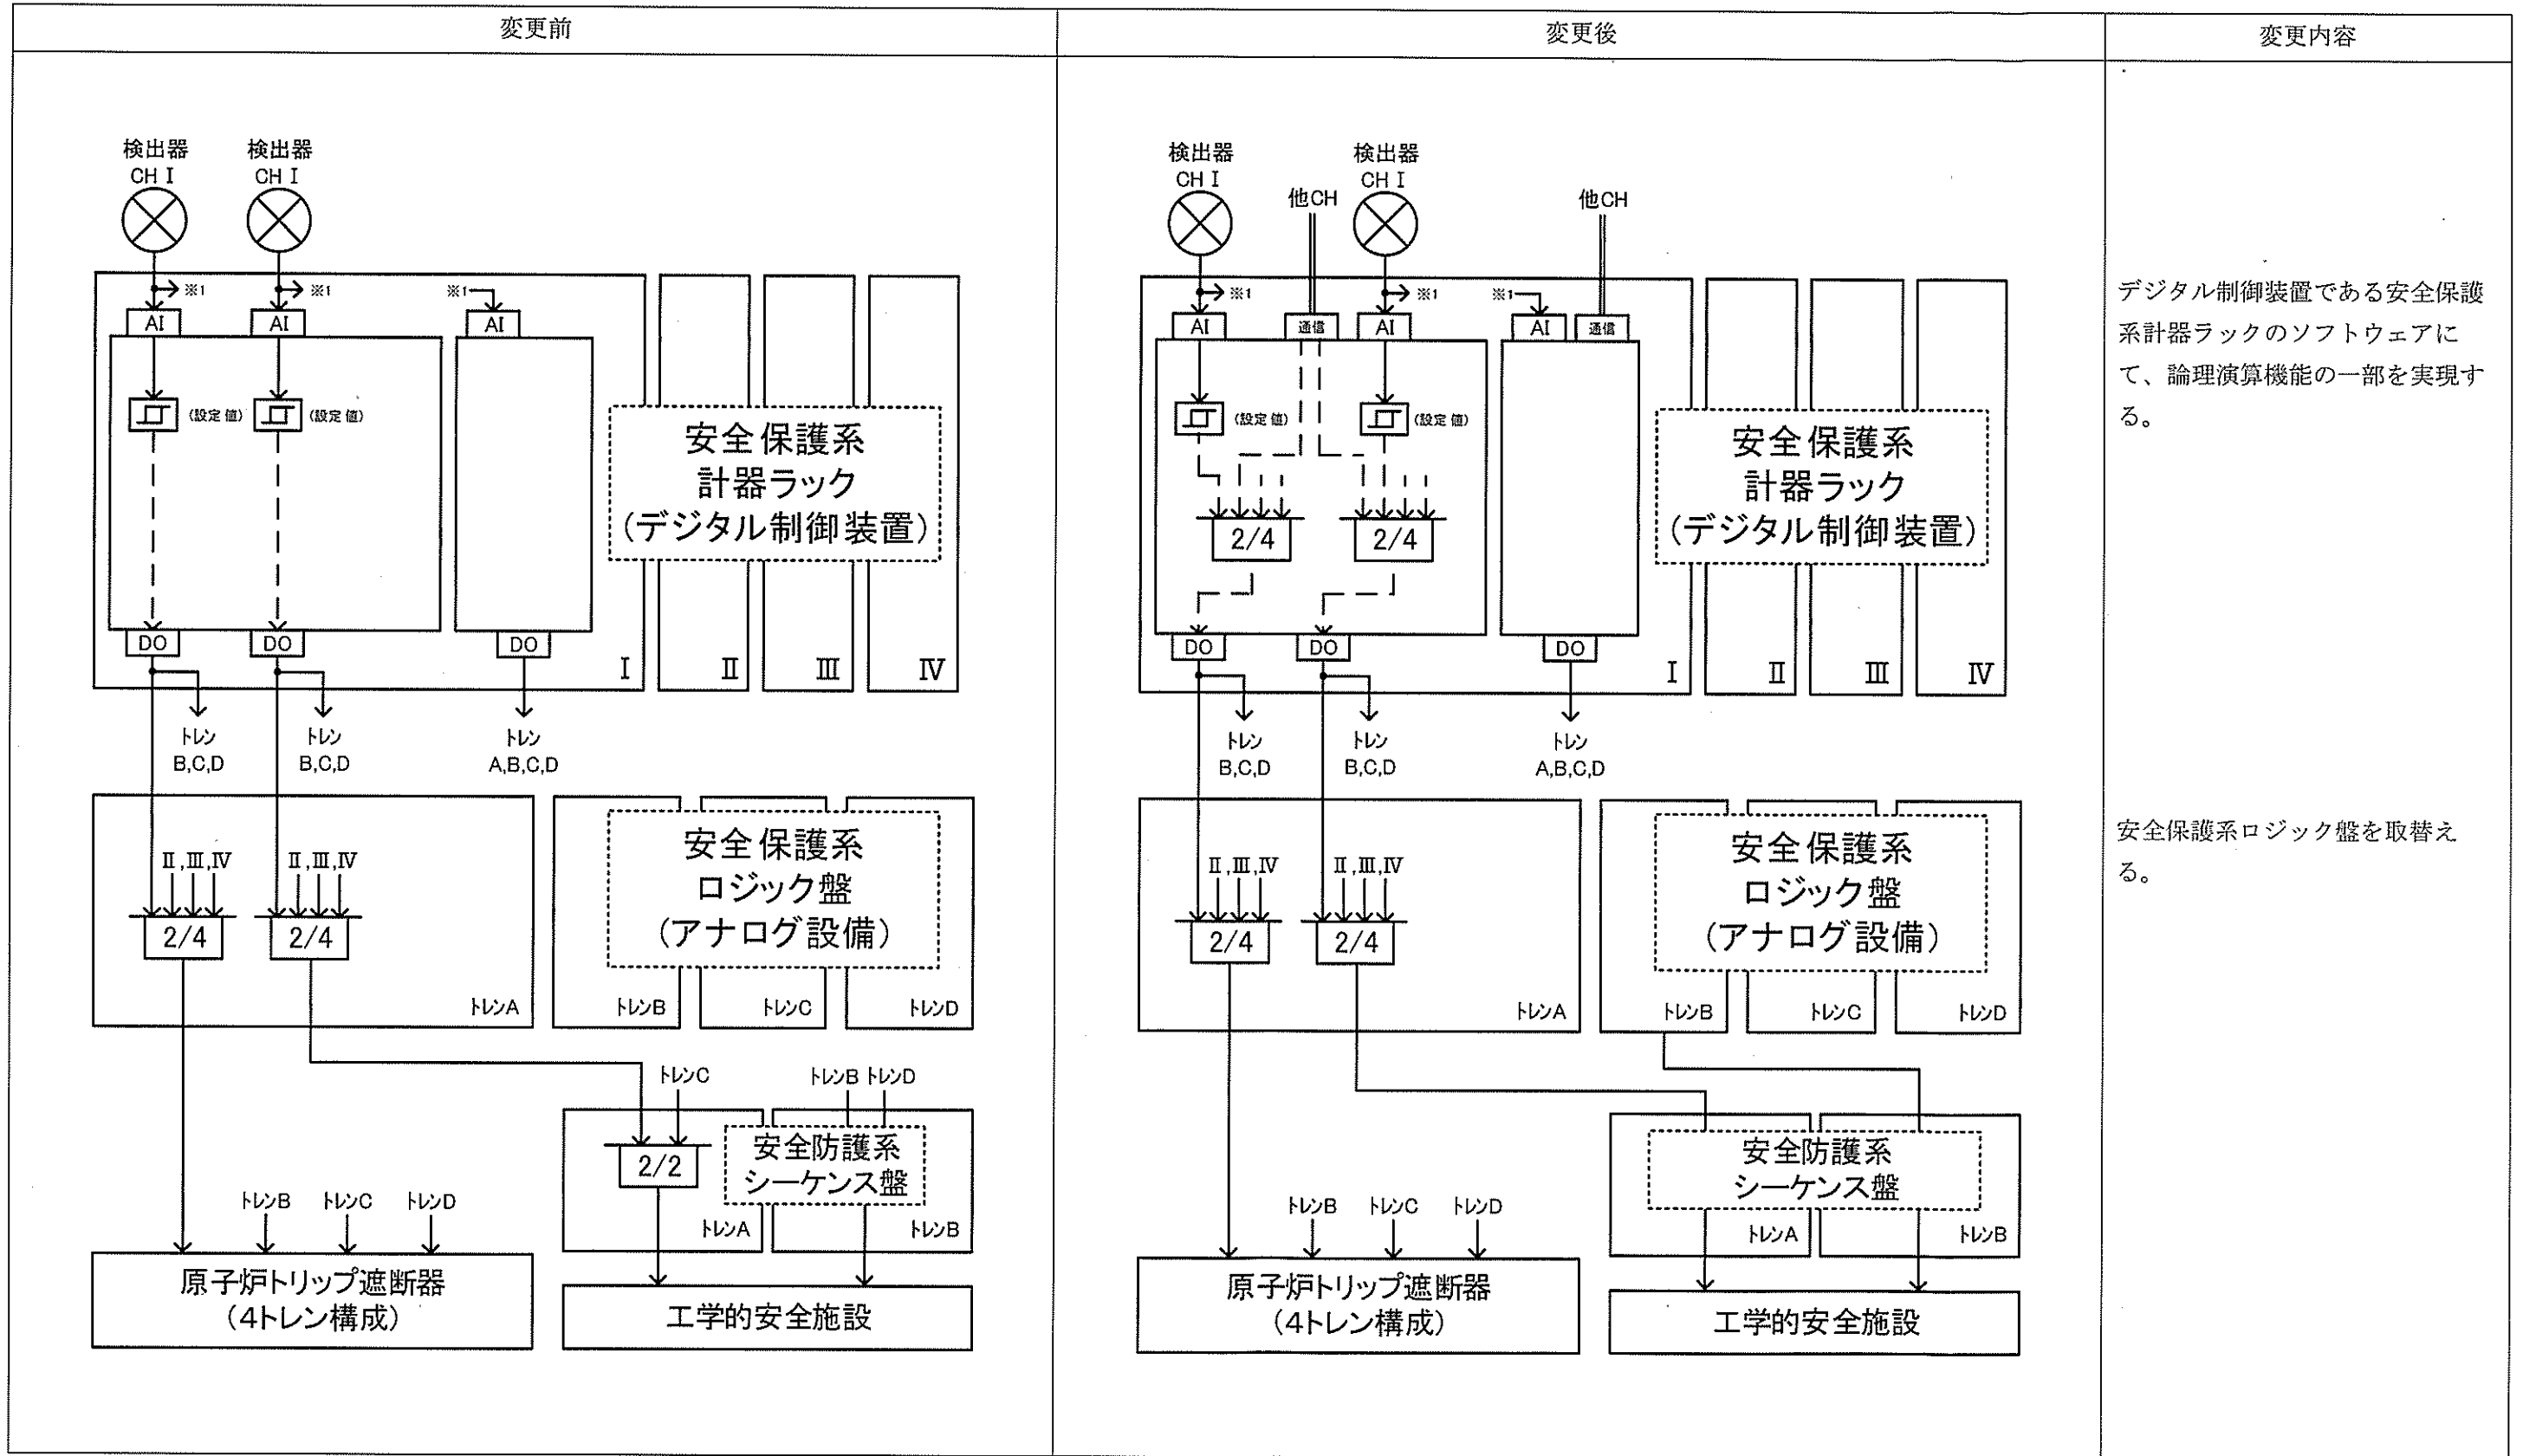 変更前
変更後
変更内容
検出器
CH I
検出器
CH I
※1
※1
※1
AI
AI
AI
(設定値)
(設定値)
安全保護系
計器ラック
(デジタル制御装置)
DO
DO
DO
I
II
III
IV
トレン
B,C,D
トレン
B,C,D
トレン
A,B,C,D
II,III,IV
II,III,IV
2/4
2/4
安全保護系
ロジック盤
(アナログ設備)
トレンA
トレンB
トレンC
トレンD
トレンC
トレンB
トレンD
2/2
安全防護系
シーケンス盤
トレンA
トレンB
トレンB
トレンC
トレンD
原子炉トリップ遮断器
(4トレン構成)
工学的安全施設
検出器
CH I
他CH
検出器
CH I
他CH
※1
※1
※1
AI
通信
AI
AI
通信
(設定値)
(設定値)
2/4
2/4
安全保護系
計器ラック
(デジタル制御装置)
DO
DO
DO
I
II
III
IV
トレン
B,C,D
トレン
B,C,D
トレン
A,B,C,D
II,III,IV
II,III,IV
2/4
2/4
安全保護系
ロジック盤
(アナログ設備)
トレンA
トレンB
トレンC
トレンD
安全防護系
シーケンス盤
トレンA
トレンB
トレンB
トレンC
トレンD
原子炉トリップ遮断器
(4トレン構成)
工学的安全施設
デジタル制御装置である安全保護
系計器ラックのソフトウェアに
て、論理演算機能の一部を実現す
る。
安全保護系ロジック盤を取替え
る。